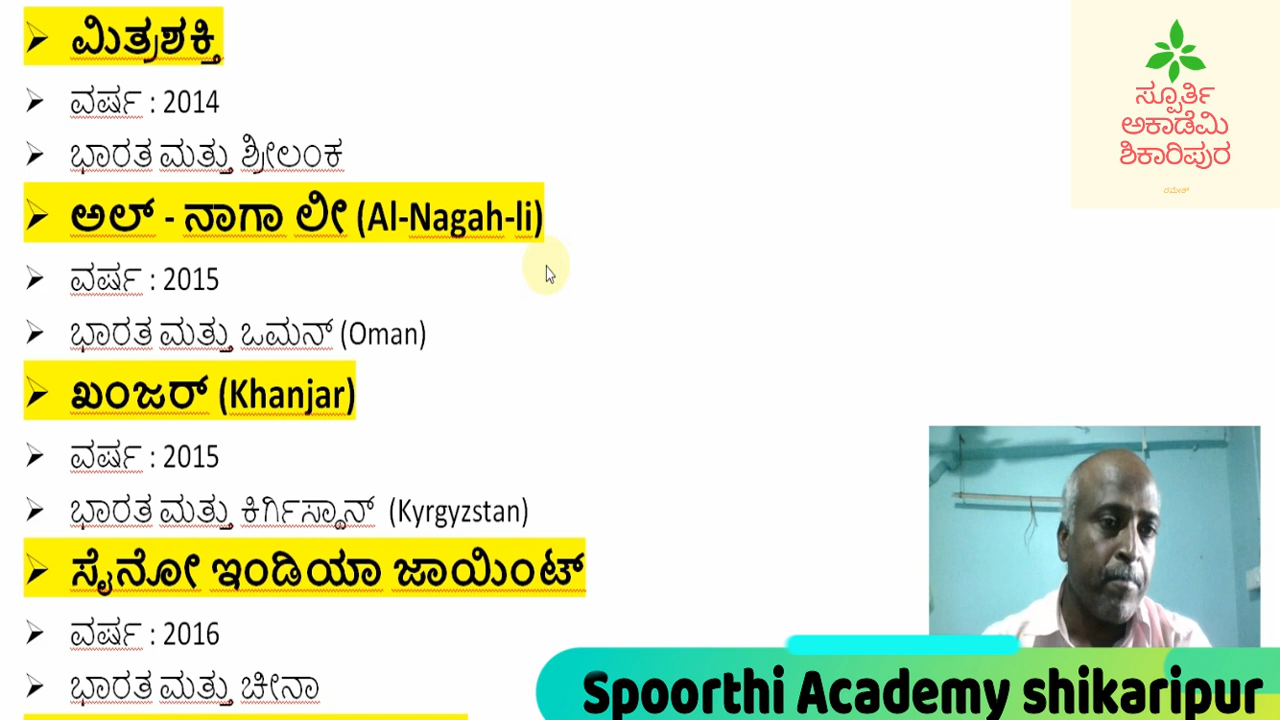 ಮಿತ್ರಶಕ್ತಿ
ವರ್ಷ : 2014
ಭಾರತ ಮತ್ತು ಶ್ರೀಲಂಕ
ಅಲ್ - ನಾಗಾ ಲೀ (Al-Nagah-li)
ವರ್ಷ : 2015
ಭಾರತ ಮತ್ತು ಒಮನ್ (Oman)
ಖಂಜರ್ (Khanjar)
ವರ್ಷ : 2015
ಭಾರತ ಮತ್ತು ಕಿರ್ಗಿಸ್ಥಾನ್ (Kyrgyzstan)
ಸೈನೋ ಇಂಡಿಯಾ ಜಾಯಿಂಟ್
ವರ್ಷ : 2016
ಭಾರತ ಮತ್ತು ಚೀನಾ
ಸ್ಪೂರ್ತಿ
ಅಕಾಡೆಮಿ
ಶಿಕಾರಿಪುರ
ರಮೇಶ್
Spoorthi Academy shikaripur